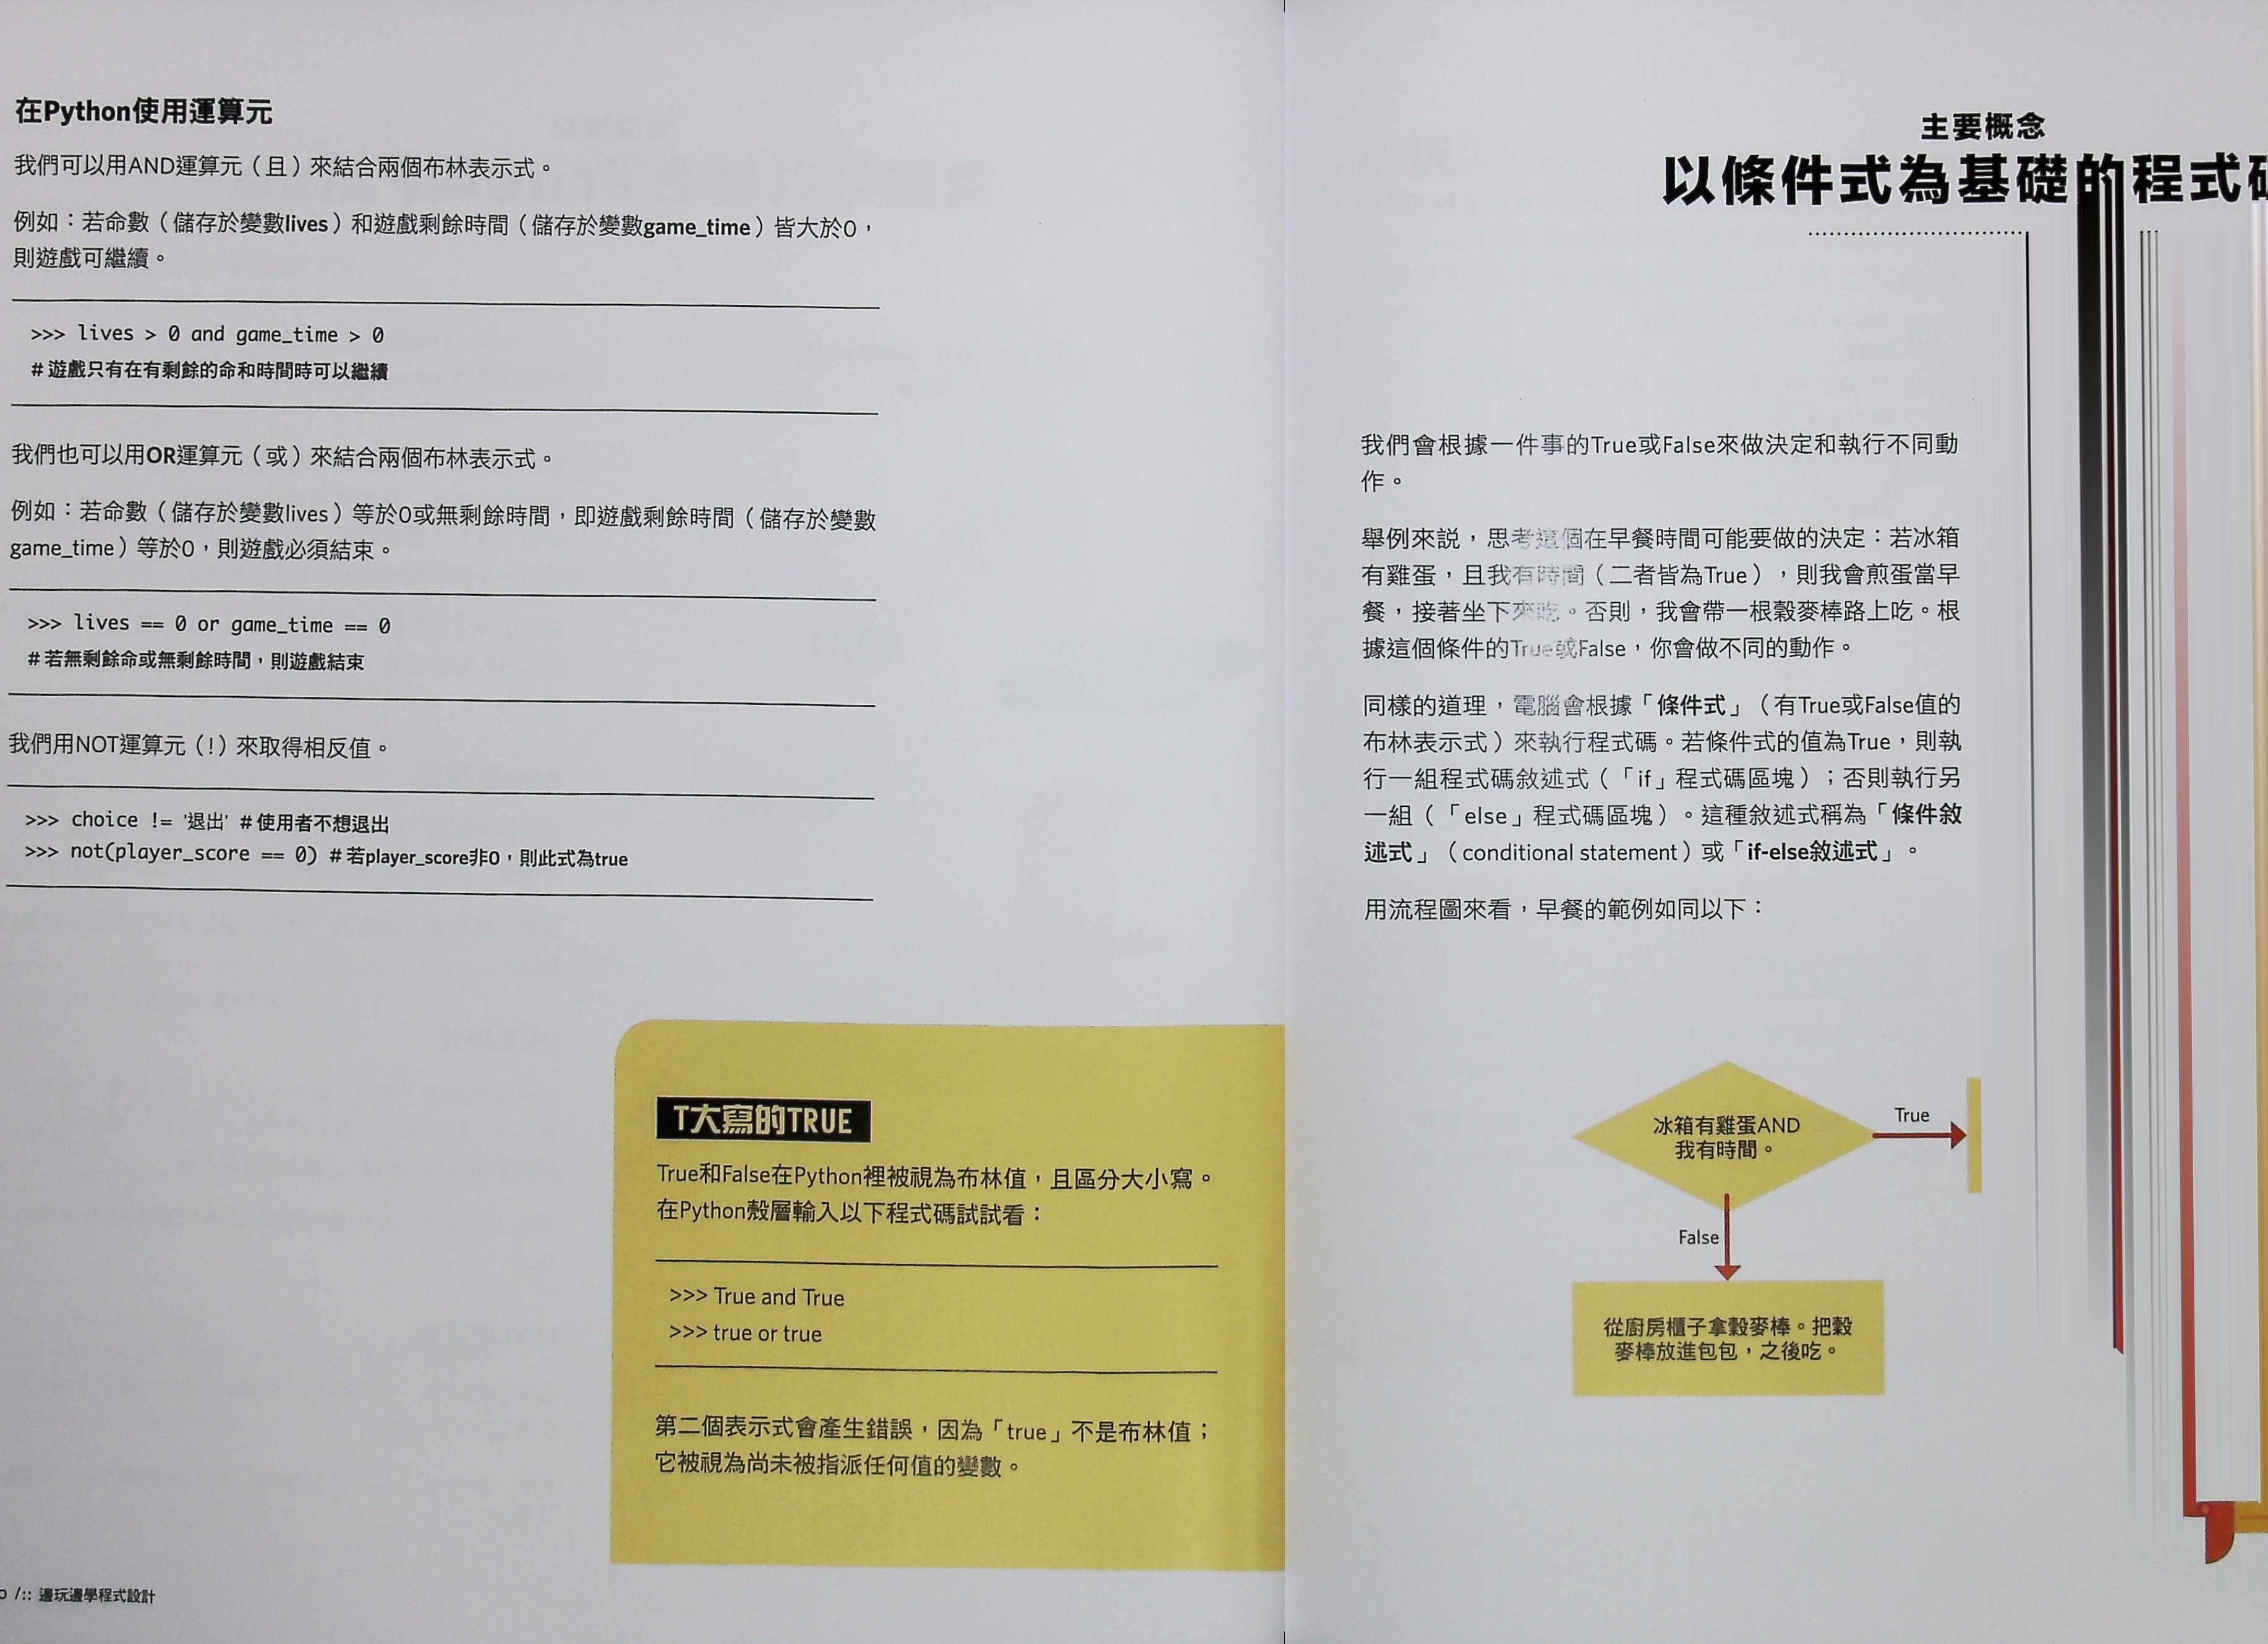 在Python使用運算元
我們可以用AND運算元（且）來結合兩個布林表示式。
例如：若命數（儲存於變數lives）和遊戲剩餘時間（儲存於變數game_time）皆大於0，
則遊戲可繼續。
>>> lives > 0 and game_time > 0
# 遊戲只有在有剩餘的命和時間時可以繼續
我們也可以用OR運算元（或）來結合兩個布林表示式。
例如：若命數（儲存於變數lives）等於0或無剩餘時間，即遊戲剩餘時間（儲存於變數
game_time）等於0，則遊戲必須結束。
>>> lives == 0 or game_time == 0
# 若無剩餘命或無剩餘時間，則遊戲結束
我們用NOT運算元（!）來取得相反值。
>>> choice != '退出' # 使用者不想退出
>>> not(player_score == 0) # 若player_score非0，則此式為true
T大寫的TRUE
True和False在Python裡被視為布林值，且區分大小寫。
在Python殼層輸入以下程式碼試試看：
>>> True and True
>>> true or true
第二個表示式會產生錯誤，因為「true」不是布林值；
它被視為尚未被指派任何值的變數。
/:: 邊玩邊學程式設計
主要概念
以條件式為基礎的程式
我們會根據一件事的True或False來做決定和執行不同動
作。
舉例來說，思考這個在早餐時間可能要做的決定：若冰箱
有雞蛋，且我有時間（二者皆為True），則我會煎蛋當早
餐，接著坐下來吃。否則，我會帶一根穀麥棒路上吃。根
據這個條件的True或False，你會做不同的動作。
同樣的道理，電腦會根據「條件式」（有True或False值的
布林表示式）來執行程式碼。若條件式的值為True，則執
行一組程式碼敘述式（「if」程式碼區塊）；否則執行另
一組（「else」程式碼區塊）。這種敘述式稱為「條件敘
述式」（conditional statement）或「if-else敘述式」。
用流程圖來看，早餐的範例如同以下：
冰箱有雞蛋AND
我有時間。
True
False
從廚房櫃子拿穀麥棒。把穀
麥棒放進包包，之後吃。